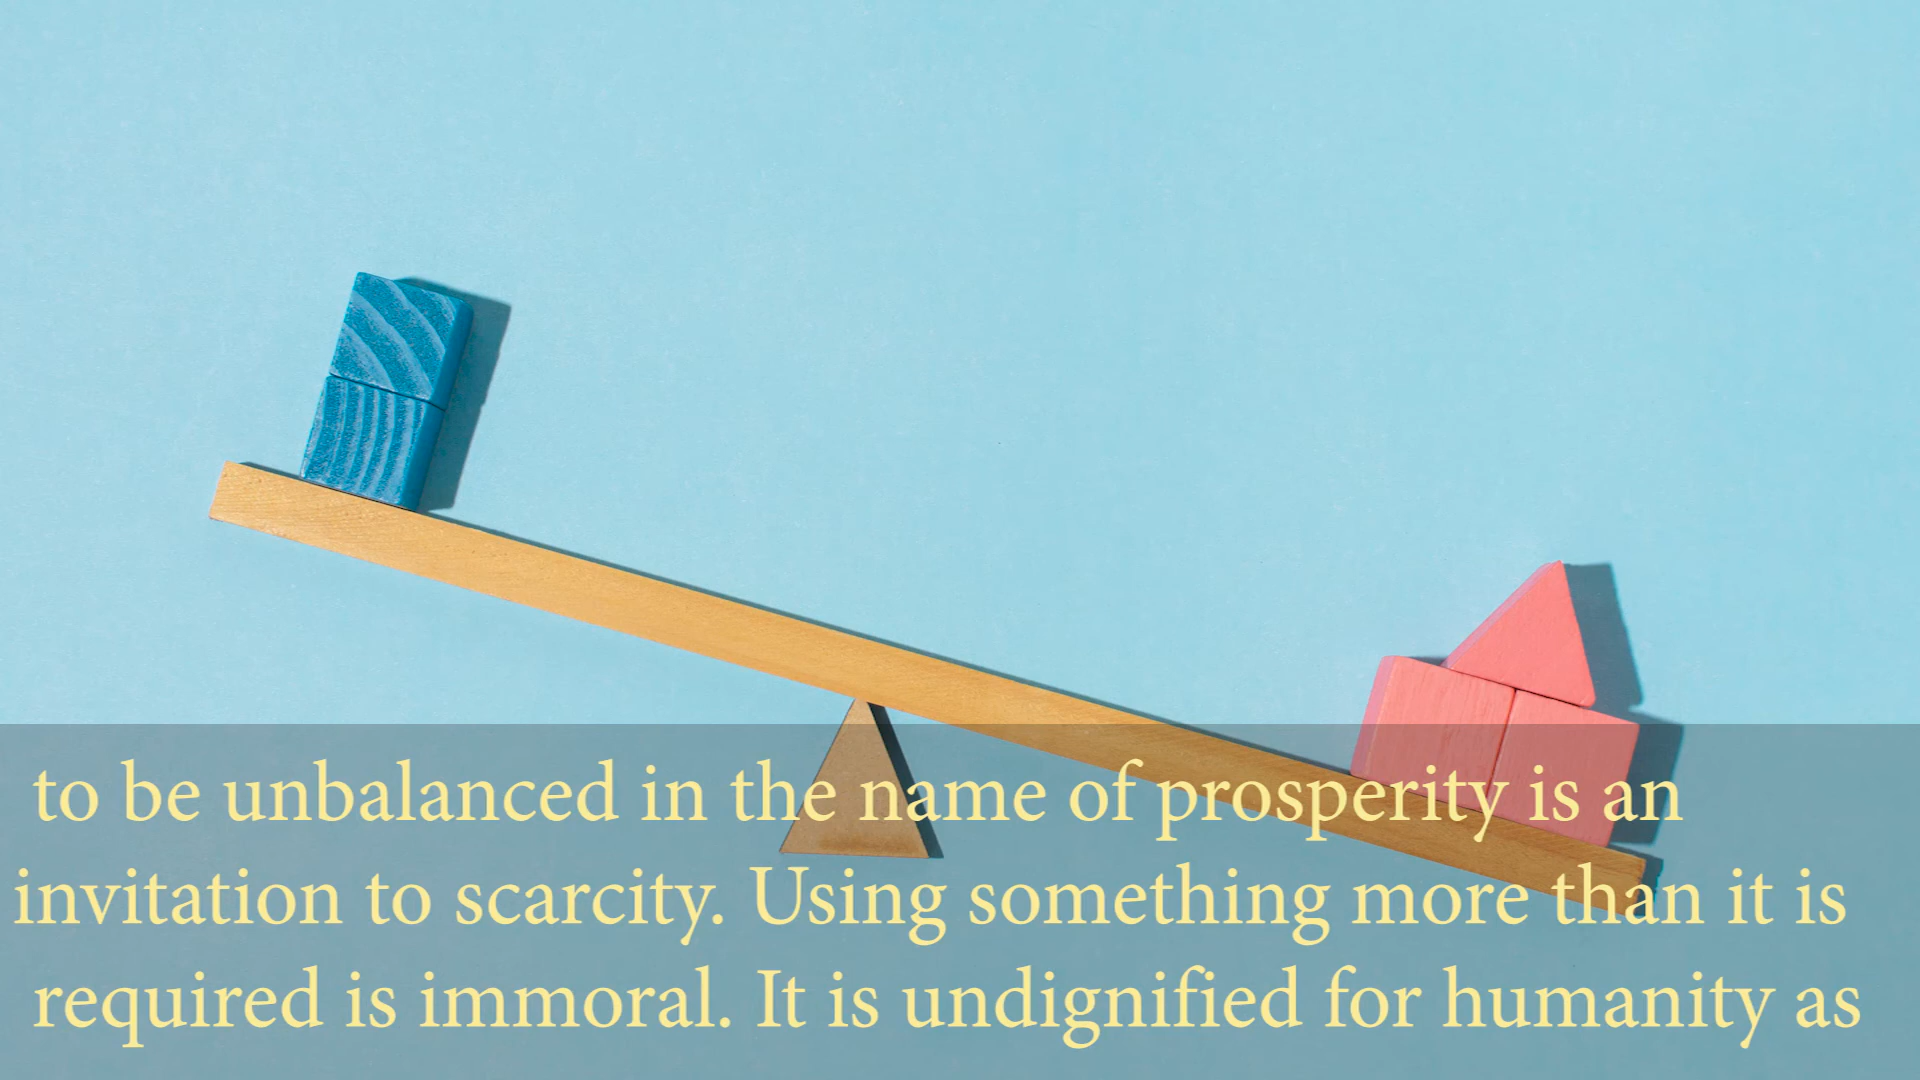 to be unbalanced in the name of prosperity is an
invitation to scarcity. Using something more than it is
required is immoral. It is undignified for humanity as